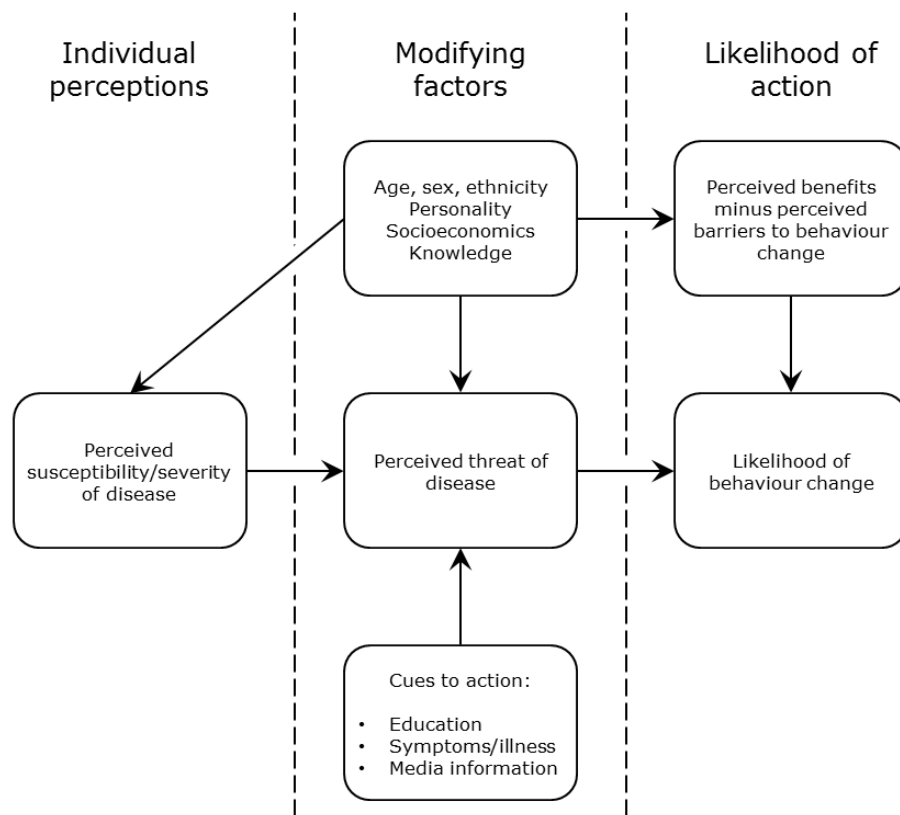 Individual
perceptions
Modifying
factors
Likelihood of
action
Age, sex, ethnicity
Personality
Socioeconomics
Knowledge
Perceived benefits
minus perceived
barriers to behaviour
change
Perceived
susceptibility/severity
of disease
Perceived threat of
disease
Likelihood of
behaviour change
Cues to action:
• Education
• Symptoms/illness
• Media information